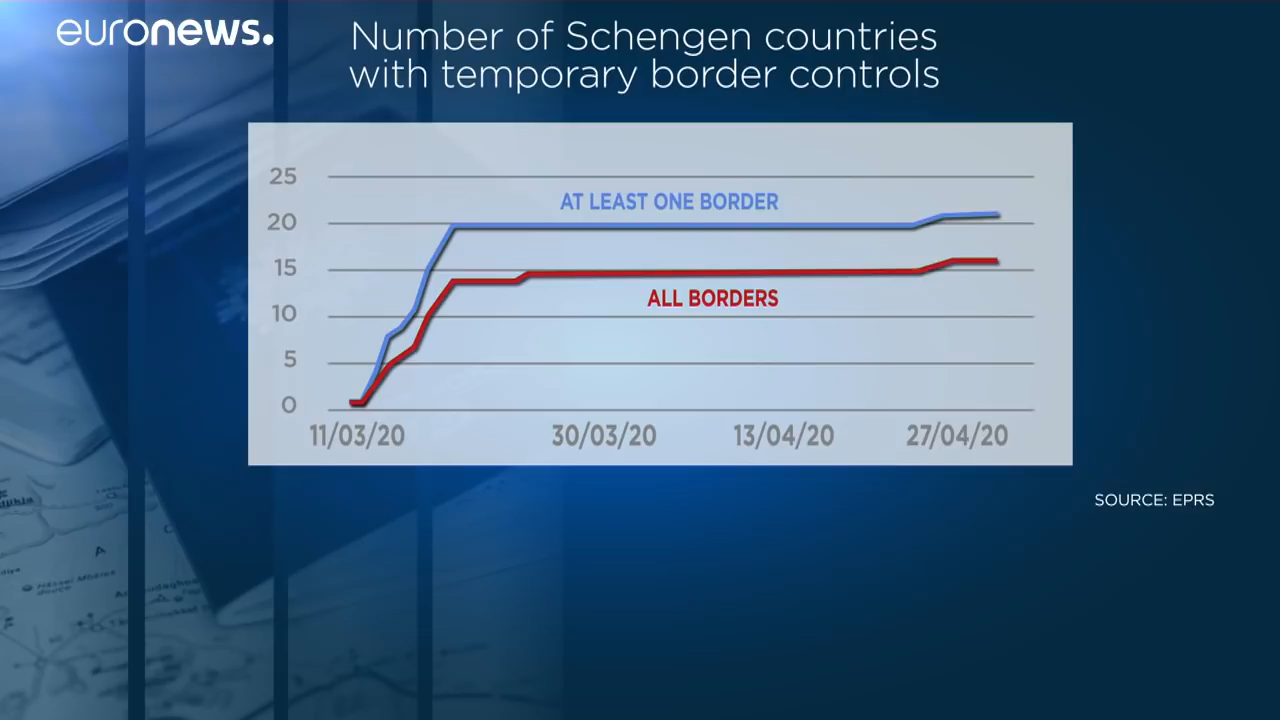 euronews.
Number of Schengen countries
with temporary border controls
25
AT LEAST ONE BORDER
20
15
ALL BORDERS
10
5
0
11/03/20 30/03/20 13/04/20 27/04/20
SOURCE: EPRS
A